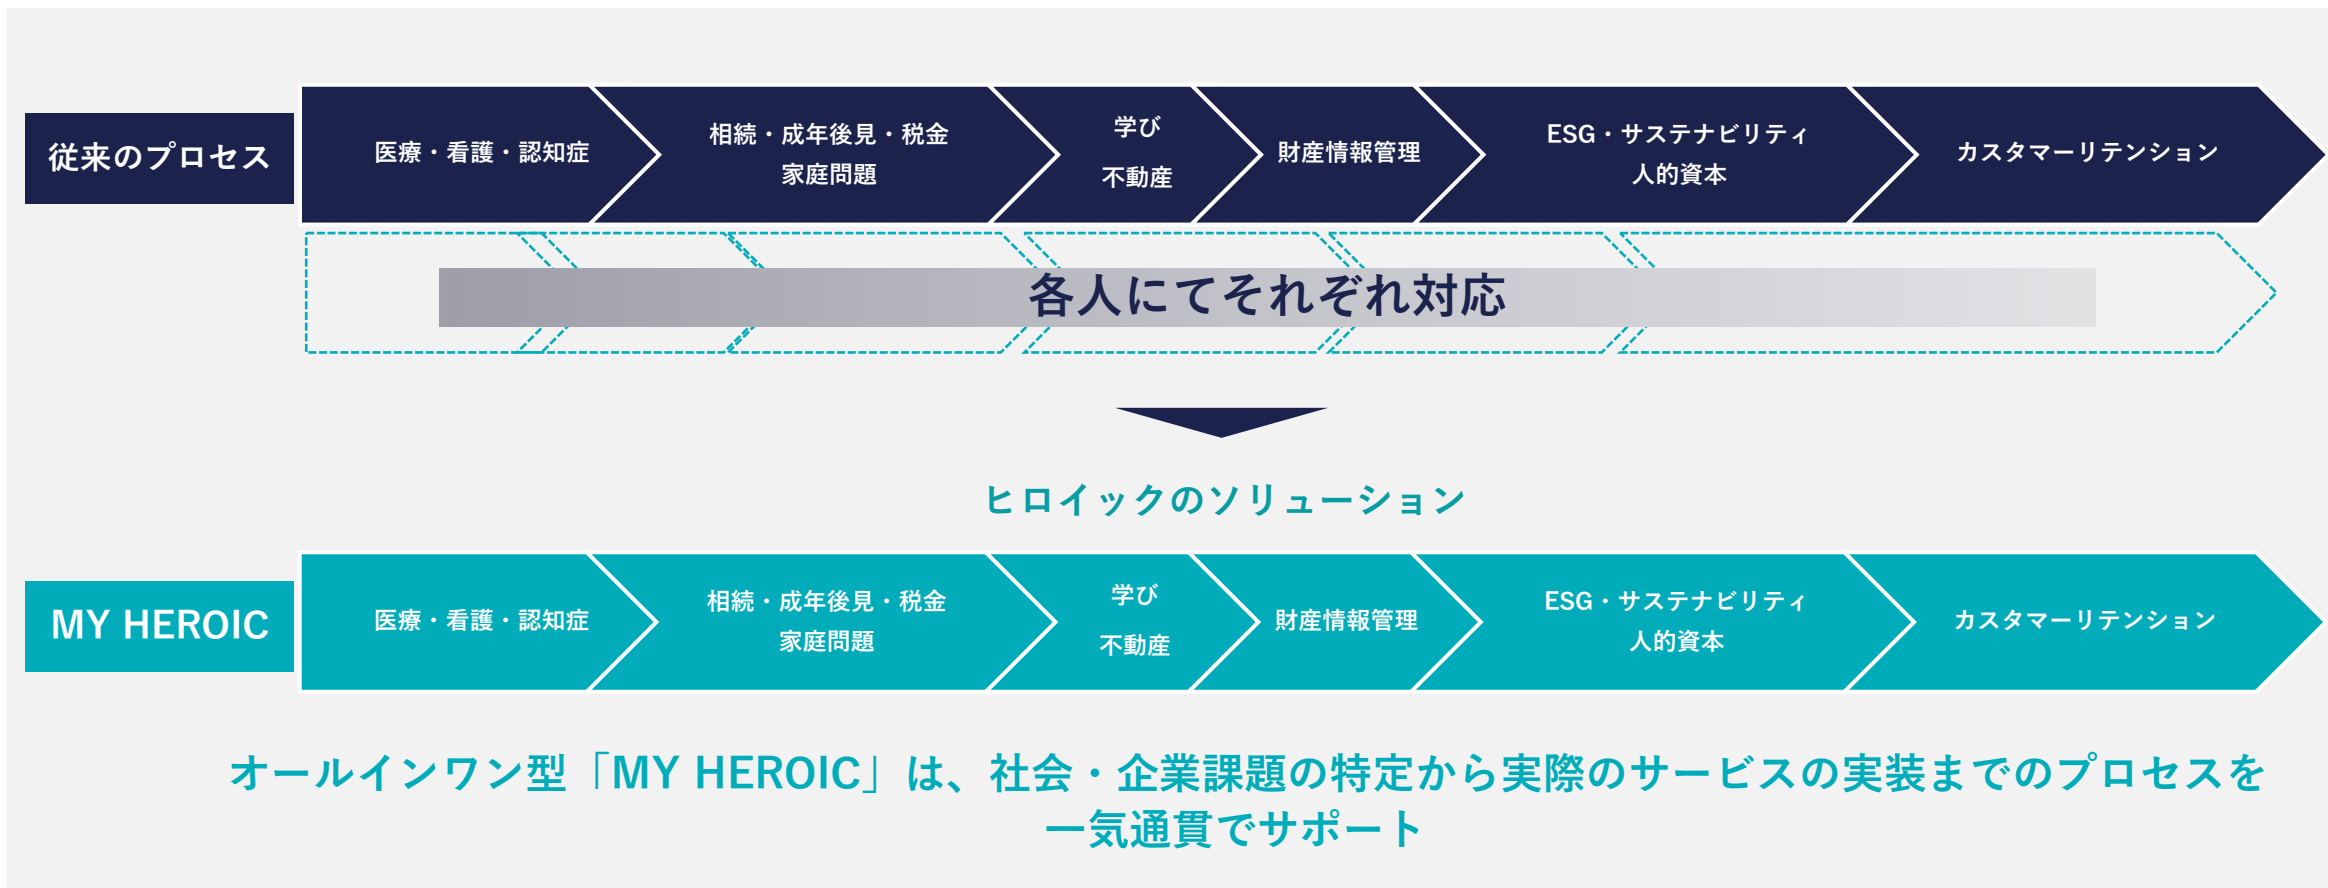 従来のプロセス
医療・看護・認知症
相続・成年後見・税金
家庭問題
学び
不動産
財産情報管理
ESG・サステナビリティ
人的資本
カスタマーリテンション
各人にてそれぞれ対応
ヒロイックのソリューション
MY HEROIC
医療・看護・認知症
相続・成年後見・税金
家庭問題
学び
不動産
財産情報管理
ESG・サステナビリティ
人的資本
カスタマーリテンション
オールインワン型「MY HEROIC」は、社会・企業課題の特定から実際のサービスの実装までのプロセスを
一気通貫でサポート